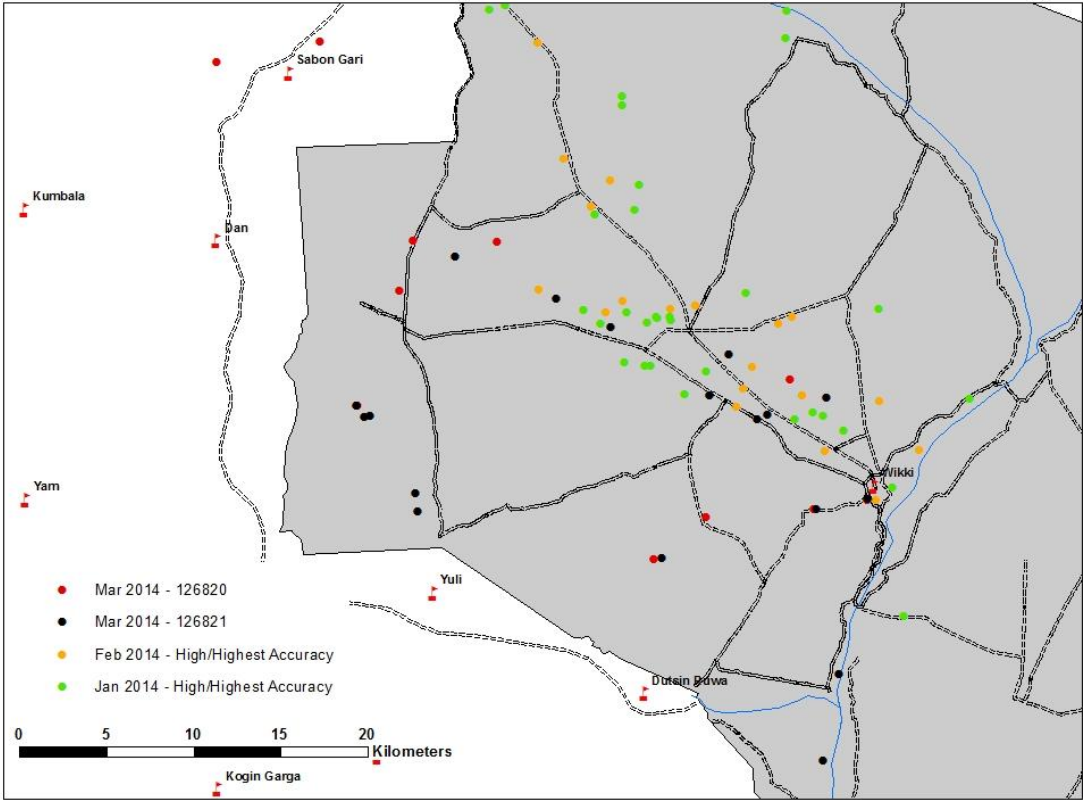 Sabon Gari
Kumbala
Dan
Wikki
Yam
Yuli
Mar 2014 - 126820
Mar 2014 - 126821
Feb 2014 - High/Highest Accuracy
Jan 2014 - High/Highest Accuracy
Dutsin Ruwa
0 5 10 15 20
Kilometers
Kogin Garga